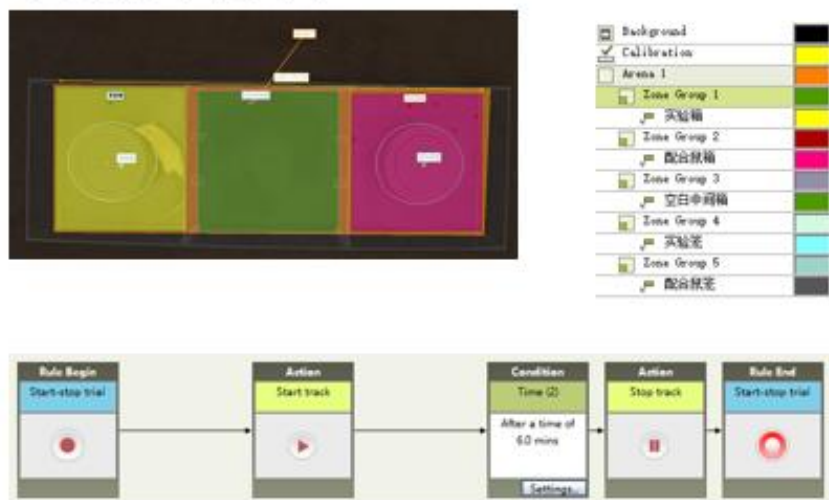 Background
Calibration
Arena 1
Zone Group 1
实验箱
Zone Group 2
配合鼠箱
Zone Group 3
空白中间箱
Zone Group 4
实验笼
Zone Group 5
配合鼠笼
Rule Begin
Start-stop trial
Action
Start track
Condition
Time (2)
After a time of
6.0 mins
Settings...
Action
Stop track
Rule End
Start-stop trial